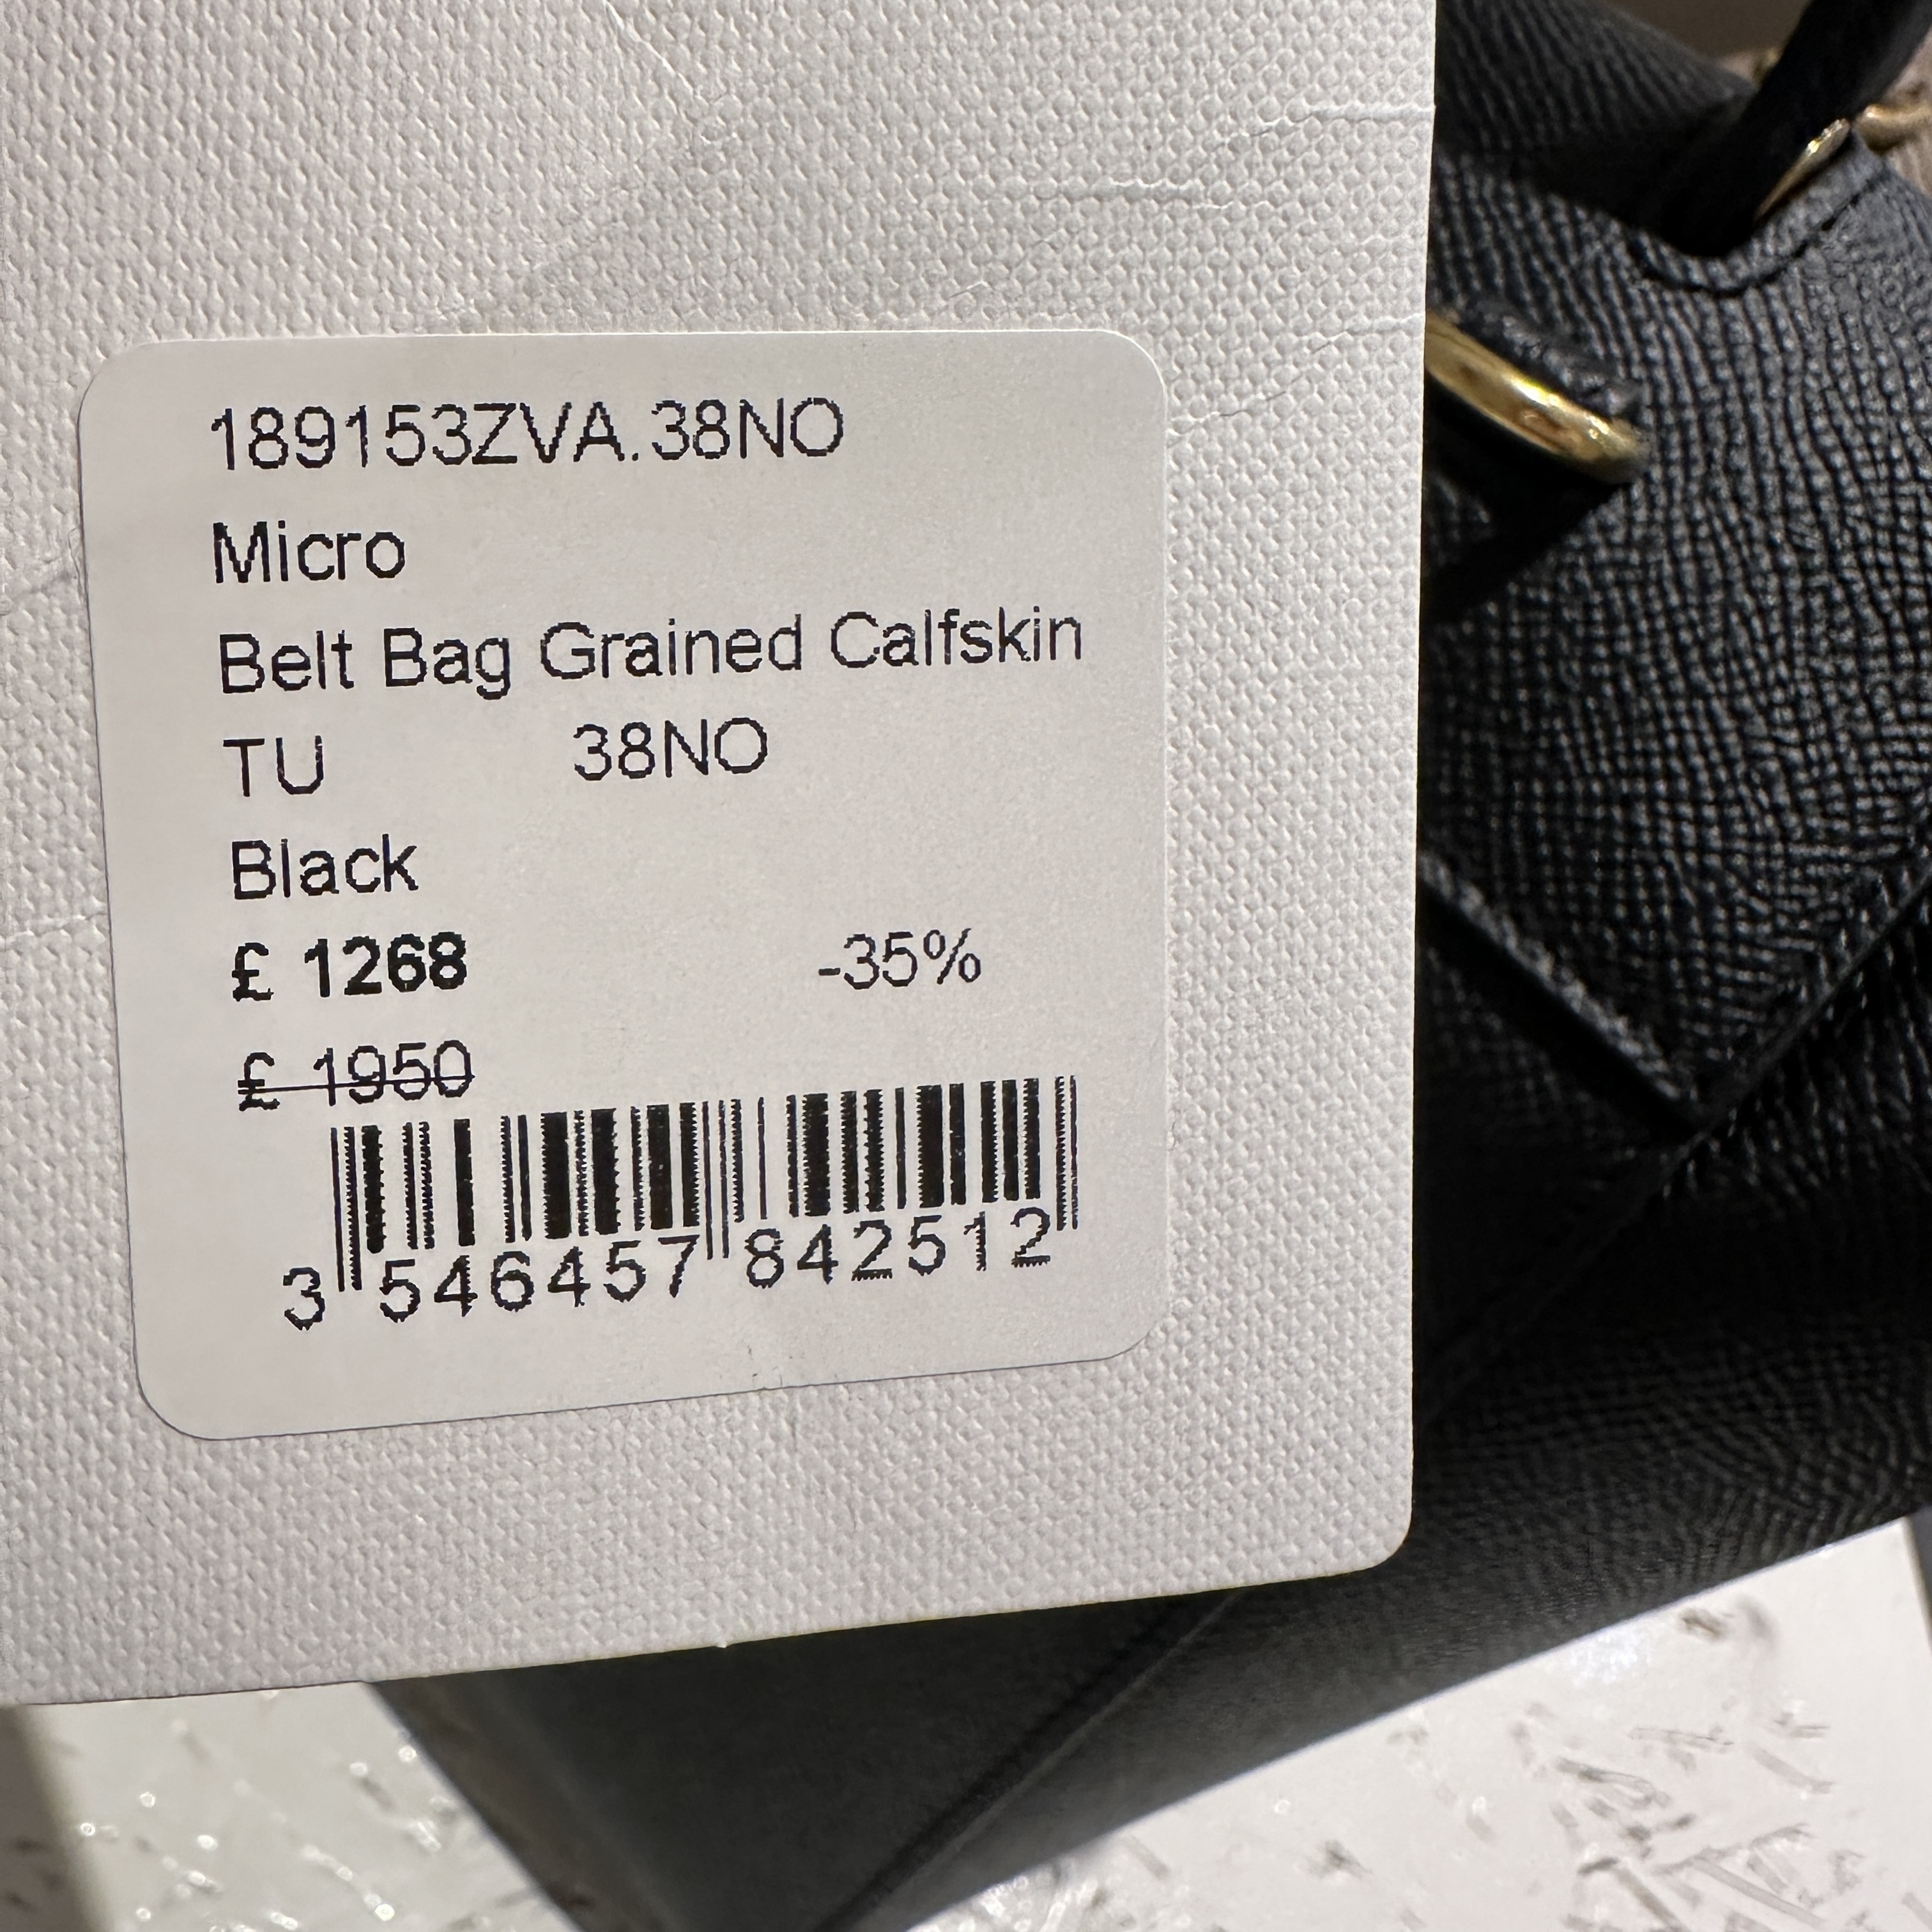 189153ZVA.38NO
Micro
Belt Bag Grained Calfskin
TU 38NO
Black
£ 1268 -35%
£ 1950
3 546457 842512